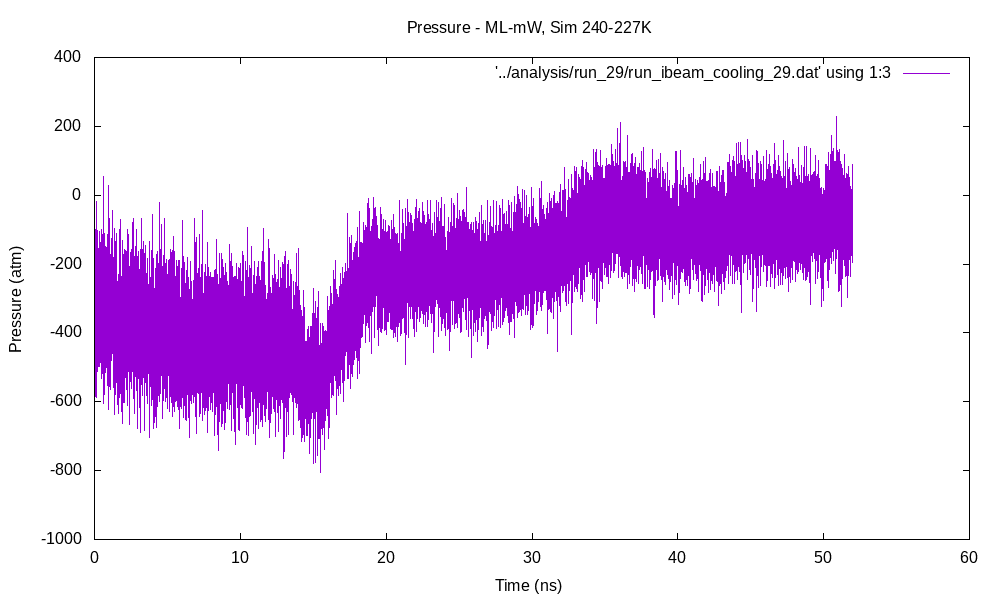 Pressure - ML-mW, Sim 240-227K
'../analysis/run_29/run_ibeam_cooling_29.dat' using 1:3
400
200
0
-200
-400
-600
-800
-1000
Pressure (atm)
0 10 20 30 40 50 60
Time (ns)